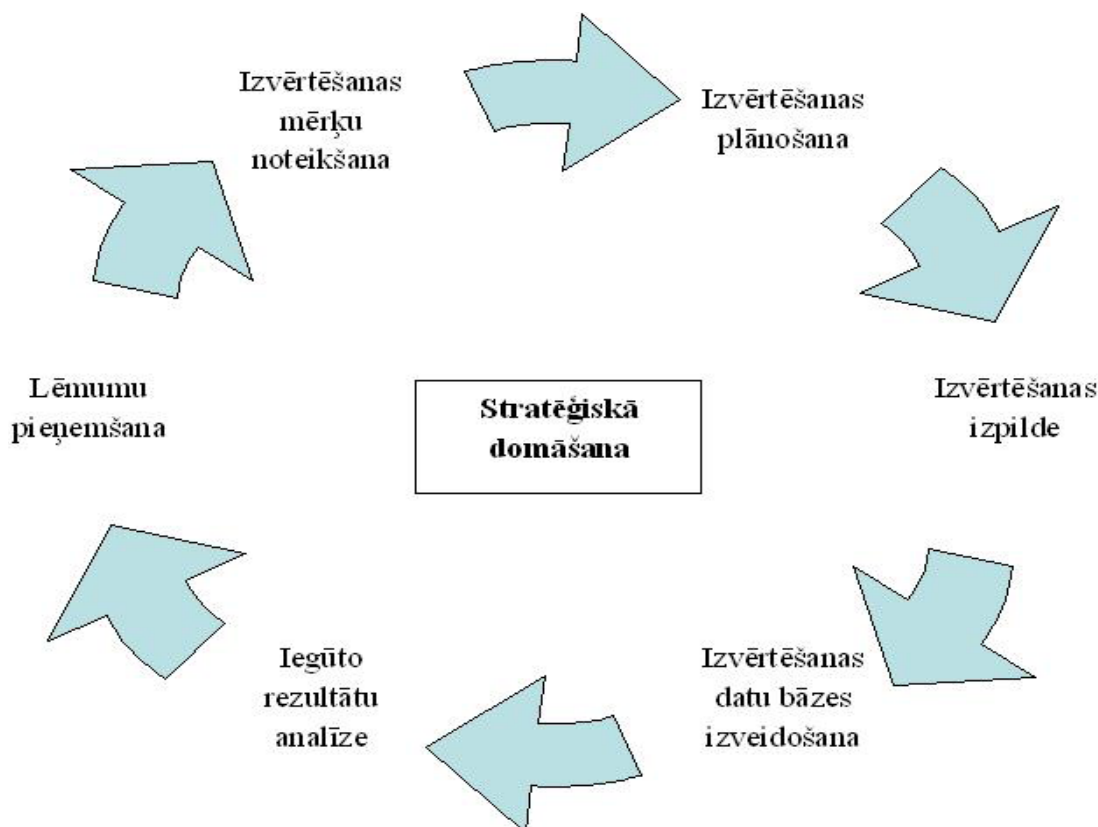 Izvērtēšanas
mērķu
noteikšana
Izvērtēšanas
plānošana
Izvērtēšanas
izpilde
Izvērtēšanas
datu bāzes
izveidošana
Iegūto
rezultātu
analīze
Lēmumu
pieņemšana
Stratēģiskā
domāšana